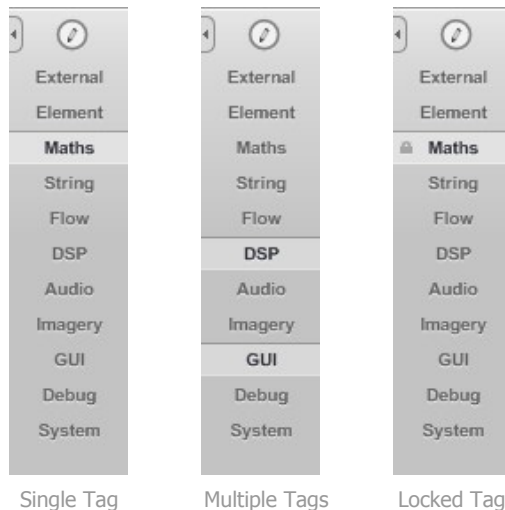 External
Element
Maths
String
Flow
DSP
Audio
Imagery
GUI
Debug
System
Single Tag
External
Element
Maths
String
Flow
DSP
Audio
Imagery
GUI
Debug
System
Multiple Tags
External
Element
Maths
String
Flow
DSP
Audio
Imagery
GUI
Debug
System
Locked Tag